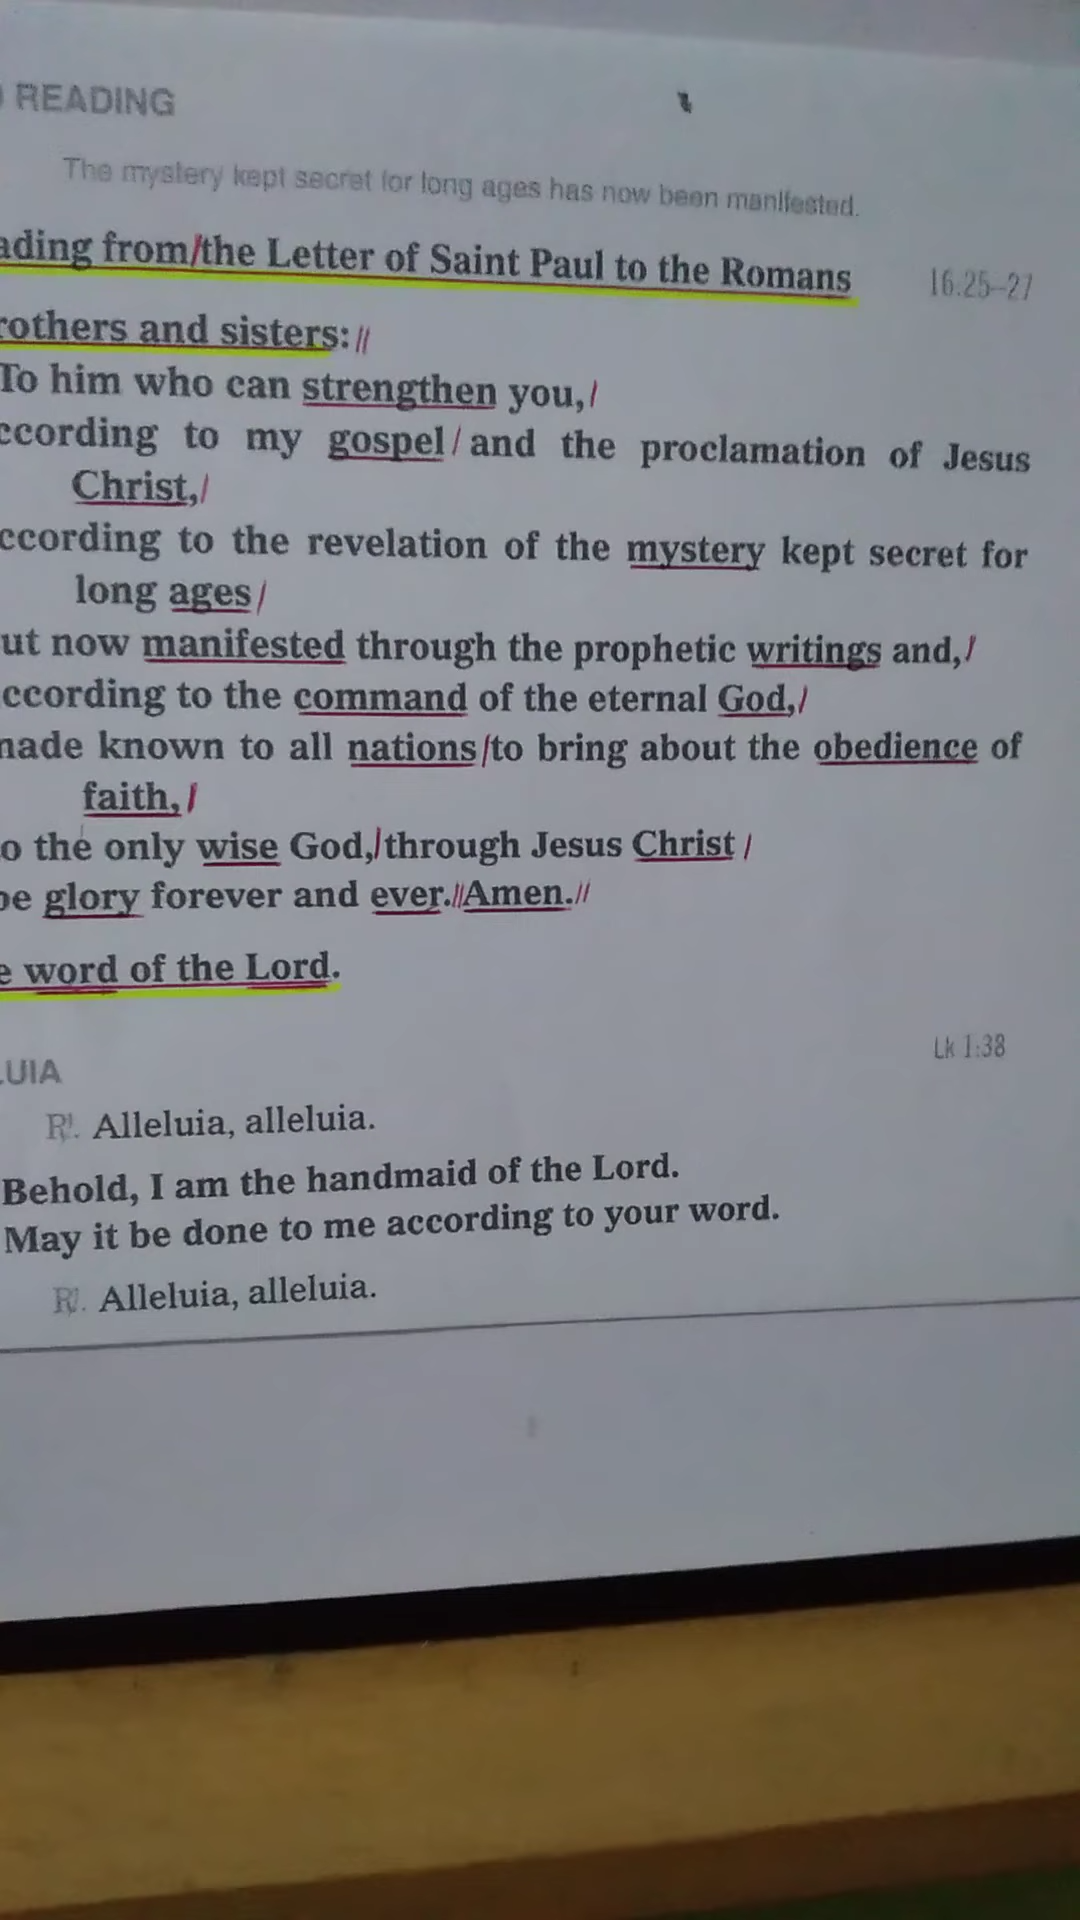 READING
The mystery kept secret for long ages has now been manifested.
ading from/the Letter of Saint Paul to the Romans 16.25–27
rothers and sisters://
To him who can strengthen you,/
ccording to my gospel/ and the proclamation of Jesus
Christ,/
ccording to the revelation of the mystery kept secret for
long ages/
ut now manifested through the prophetic writings and,/
ccording to the command of the eternal God,/
nade known to all nations/to bring about the obedience of
faith,/
o the only wise God,/through Jesus Christ /
be glory forever and ever.//Amen.//
e word of the Lord.
Lk 1:38
LUIA
R. Alleluia, alleluia.
Behold, I am the handmaid of the Lord.
May it be done to me according to your word.
R. Alleluia, alleluia.